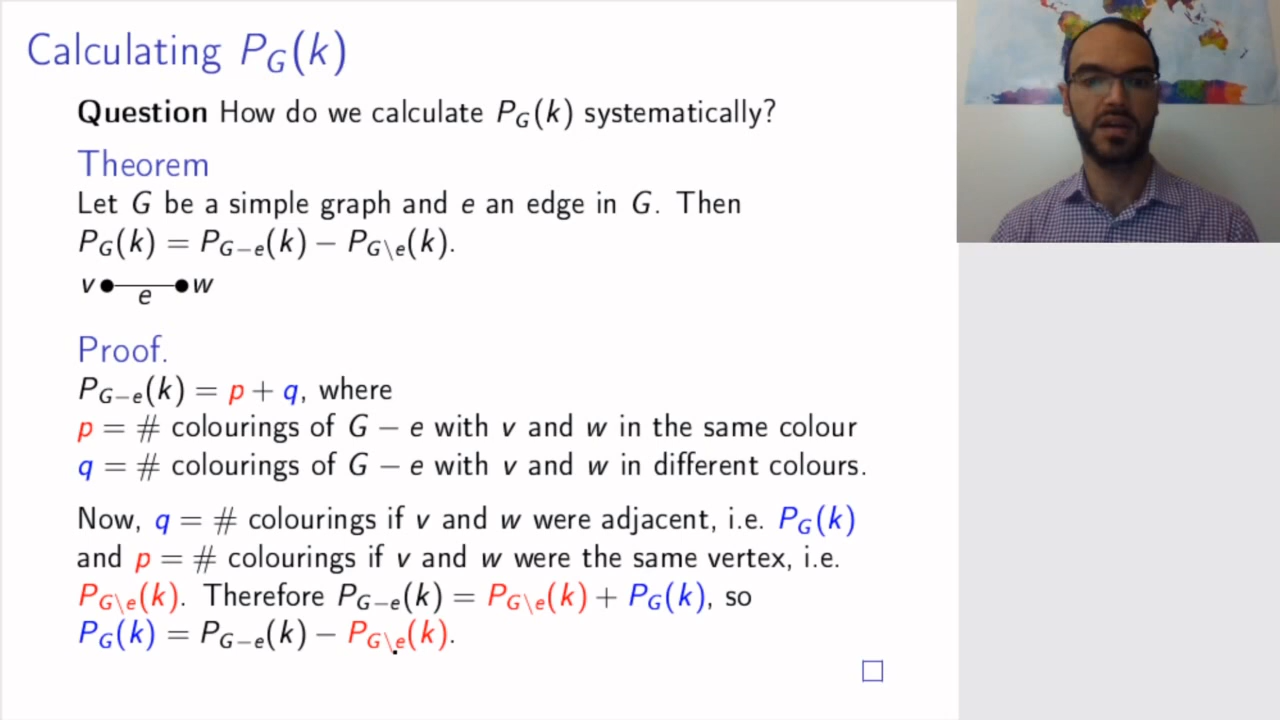 Calculating P_G(k)
Question How do we calculate P_G(k) systematically?
Theorem
Let G be a simple graph and e an edge in G. Then
P_G(k) = P_{G−e}(k) − P_{G\e}(k).
v e w
Proof.
P_{G−e}(k) = p + q, where
p = # colourings of G − e with v and w in the same colour
q = # colourings of G − e with v and w in different colours.
Now, q = # colourings if v and w were adjacent, i.e. P_G(k)
and p = # colourings if v and w were the same vertex, i.e.
P_{G\e}(k). Therefore P_{G−e}(k) = P_{G\e}(k) + P_G(k), so
P_G(k) = P_{G−e}(k) − P_{G\e}(k).
□